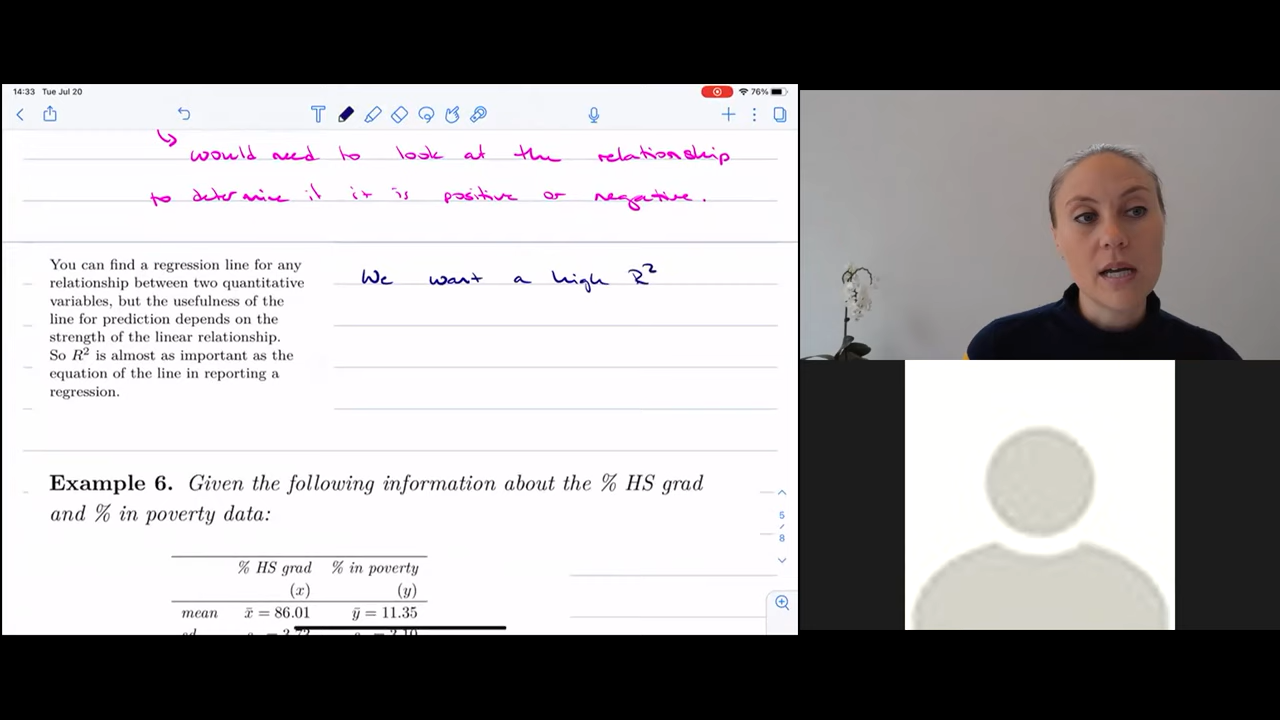 14:33 Tue Jul 20
76%
would need to look at the relationship
to determine if it is positive or negative.
You can find a regression line for any
relationship between two quantitative
variables, but the usefulness of the
line for prediction depends on the
strength of the linear relationship.
So R² is almost as important as the
equation of the line in reporting a
regression.
We want a high R²
Example 6. Given the following information about the % HS grad
and % in poverty data:
% HS grad % in poverty
(x) (y)
mean x̄ = 86.01 ȳ = 11.35
5
/
8